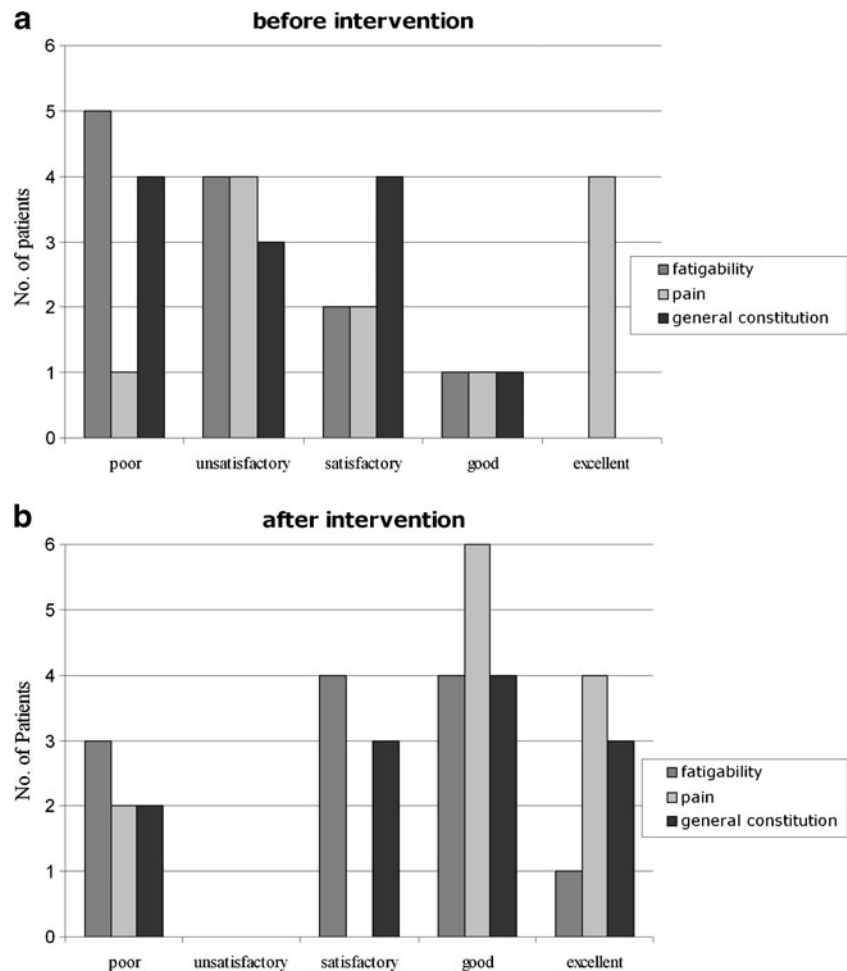 a
before intervention
6
5
4
3
2
1
0
No. of patients
poor unsatisfactory satisfactory good excellent
fatigability
pain
general constitution
b
after intervention
6
5
4
3
2
1
0
No. of Patients
poor unsatisfactory satisfactory good excellent
fatigability
pain
general constitution